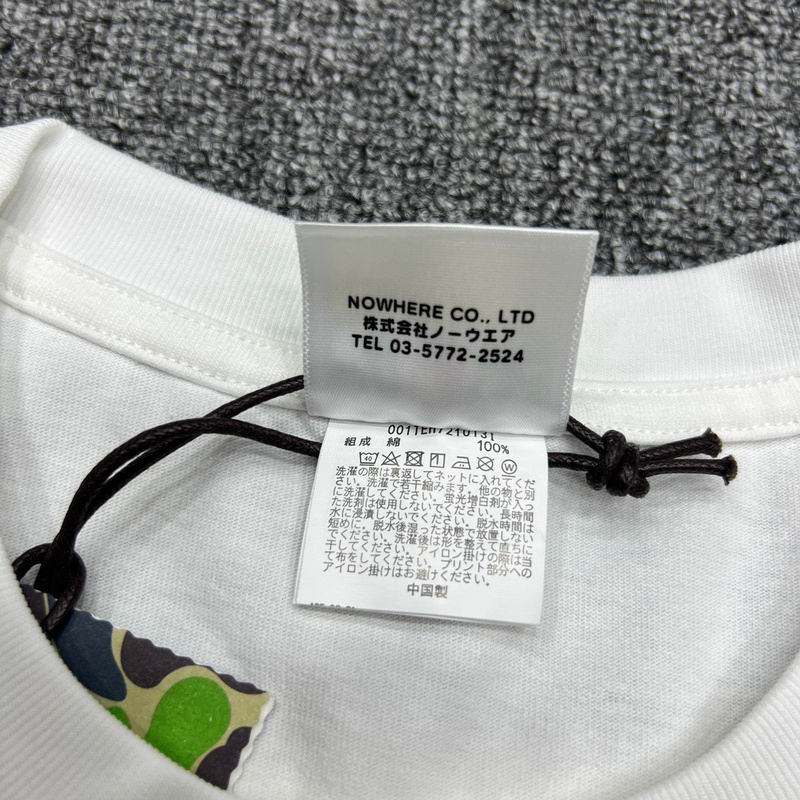 NOWHERE CO., LTD
株式会社ノーウエア
TEL 03-5772-2524
組成 綿 100%
40 W
洗濯の際は裏返してネットに入れてくだ
さい。洗濯で若干縮みます。他の物と別
に洗濯してください。蛍光増白剤が入っ
た洗剤は使用しないでください。長時間
水に浸漬しないでください。脱水時間は
短めに。脱水後湿った状態で放置しない
でください。洗濯後は形を整えて直ちに
干してください。アイロン掛けの際は当
て布をしてください。プリント部分への
アイロン掛けはお避けください。
中国製